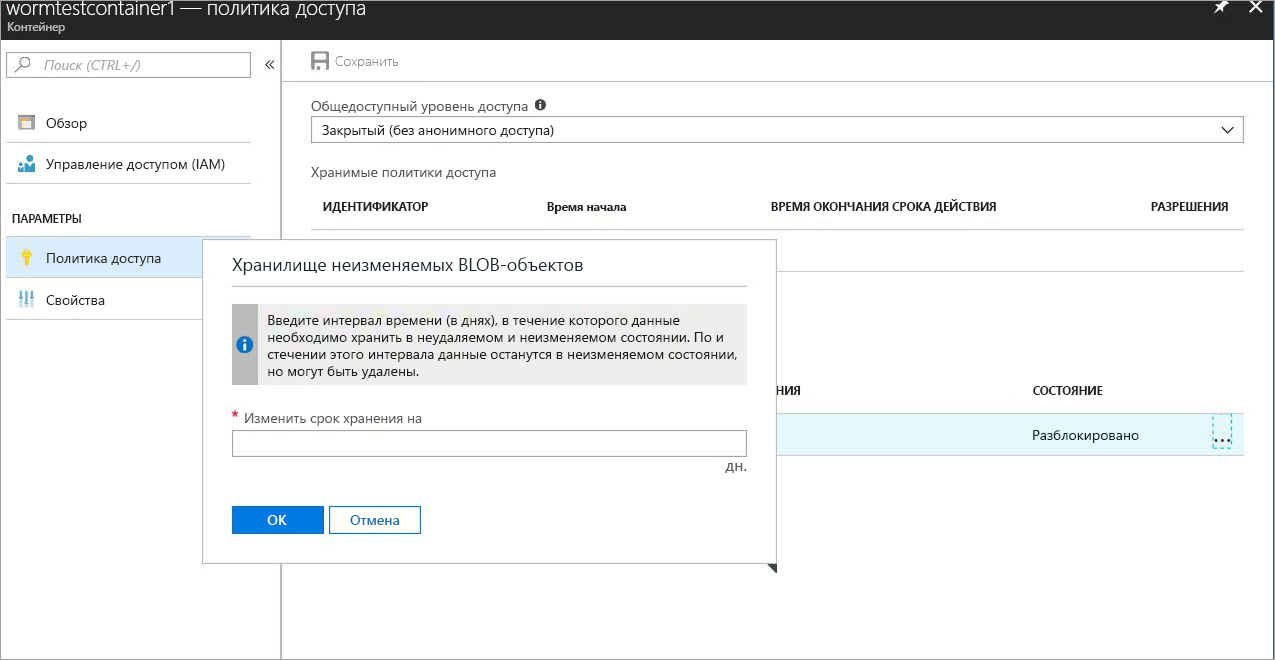 wormtestcontainer1 — политика доступа
Контейнер
Поиск (CTRL+/)
«
Обзор
Управление доступом (IAM)
ПАРАМЕТРЫ
Политика доступа
Свойства
Сохранить
Общедоступный уровень доступа
Закрытый (без анонимного доступа)
Хранимые политики доступа
ИДЕНТИФИКАТОР Время начала ВРЕМЯ ОКОНЧАНИЯ СРОКА ДЕЙСТВИЯ РАЗРЕШЕНИЯ
Хранилище неизменяемых BLOB-объектов
Введите интервал времени (в днях), в течение которого данные
необходимо хранить в неудаляемом и неизменяемом состоянии. По и
стечении этого интервала данные останутся в неизменяемом состоянии,
но могут быть удалены.
* Изменить срок хранения на
дн.
ОК Отмена
НИЯ СОСТОЯНИЕ
Разблокировано ...